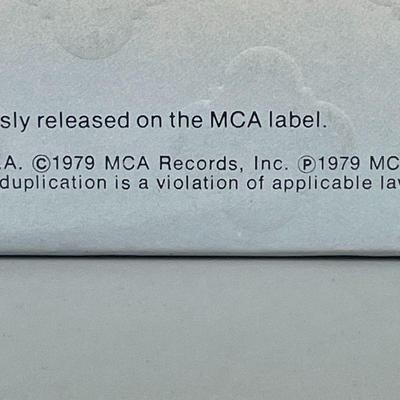 sly released on the MCA label.
.A. ©1979 MCA Records, Inc. ℗1979 MC
duplication is a violation of applicable la